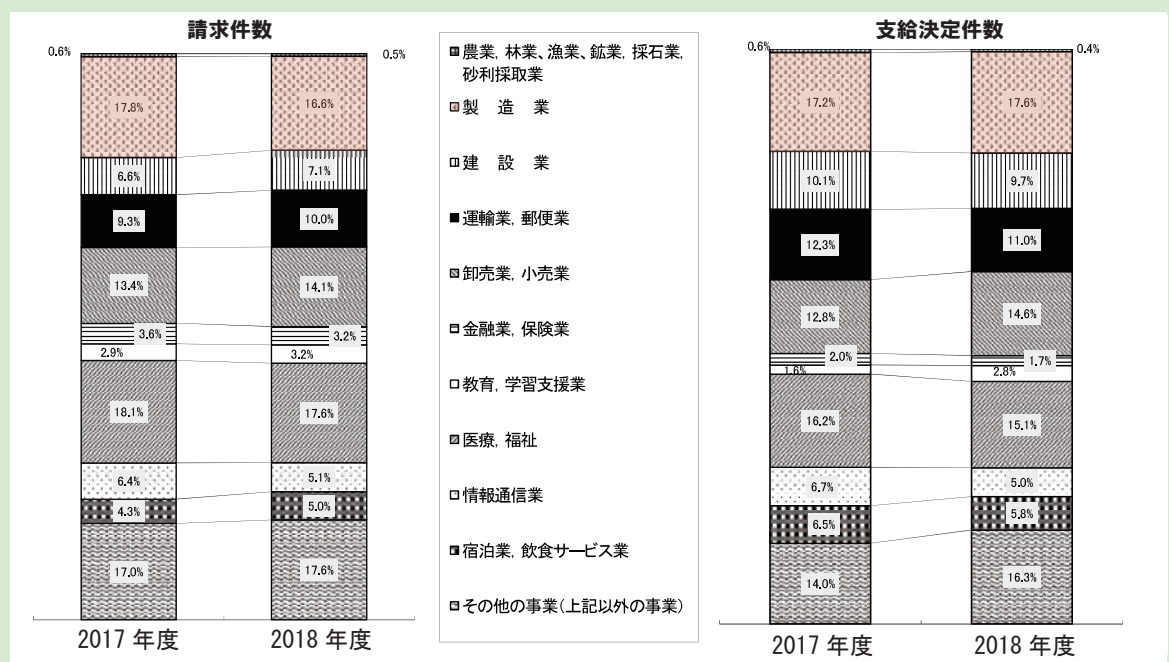 請求件数
0.6%
0.5%
17.8%
16.6%
6.6%
7.1%
9.3%
10.0%
13.4%
14.1%
3.6%
3.2%
2.9%
3.2%
18.1%
17.6%
6.4%
5.1%
4.3%
5.0%
17.0%
17.6%
2017 年度
2018 年度
農業, 林業、漁業、鉱業, 採石業,
砂利採取業
製 造 業
建 設 業
運輸業, 郵便業
卸売業, 小売業
金融業, 保険業
教育, 学習支援業
医療, 福祉
情報通信業
宿泊業, 飲食サービス業
その他の事業(上記以外の事業)
支給決定件数
0.6%
0.4%
17.2%
17.6%
10.1%
9.7%
12.3%
11.0%
12.8%
14.6%
2.0%
1.7%
1.6%
2.8%
16.2%
15.1%
6.7%
5.0%
6.5%
5.8%
14.0%
16.3%
2017 年度
2018 年度